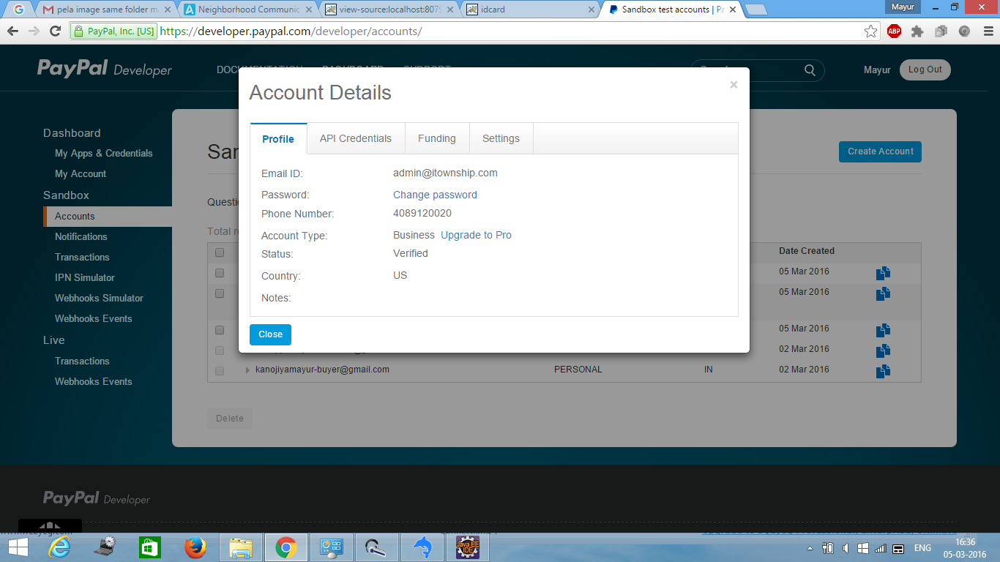 pela image same folder m
Neighborhood Communic
view-source:localhost:8079
idcard
Sandbox test accounts | Pa
Mayur
PayPal, Inc. [US] https://developer.paypal.com/developer/accounts/
ABP
PayPal Developer
DOCUMENTATION DASHBOARD SUPPORT
Mayur
Log Out
Account Details
×
Dashboard
My Apps & Credentials
My Account
Sandbox
Accounts
Notifications
Transactions
IPN Simulator
Webhooks Simulator
Webhooks Events
Live
Transactions
Webhooks Events
San
Create Account
Questi
Total r
Profile API Credentials Funding Settings
Email ID: admin@itownship.com
Password: Change password
Phone Number: 4089120020
Account Type: Business Upgrade to Pro
Status: Verified
Country: US
Notes:
Close
Date Created
05 Mar 2016
05 Mar 2016
05 Mar 2016
02 Mar 2016
kanojiyamayur-buyer@gmail.com PERSONAL IN 02 Mar 2016
Delete
PayPal Developer
Java EE
IDE
ENG
16:36
05-03-2016